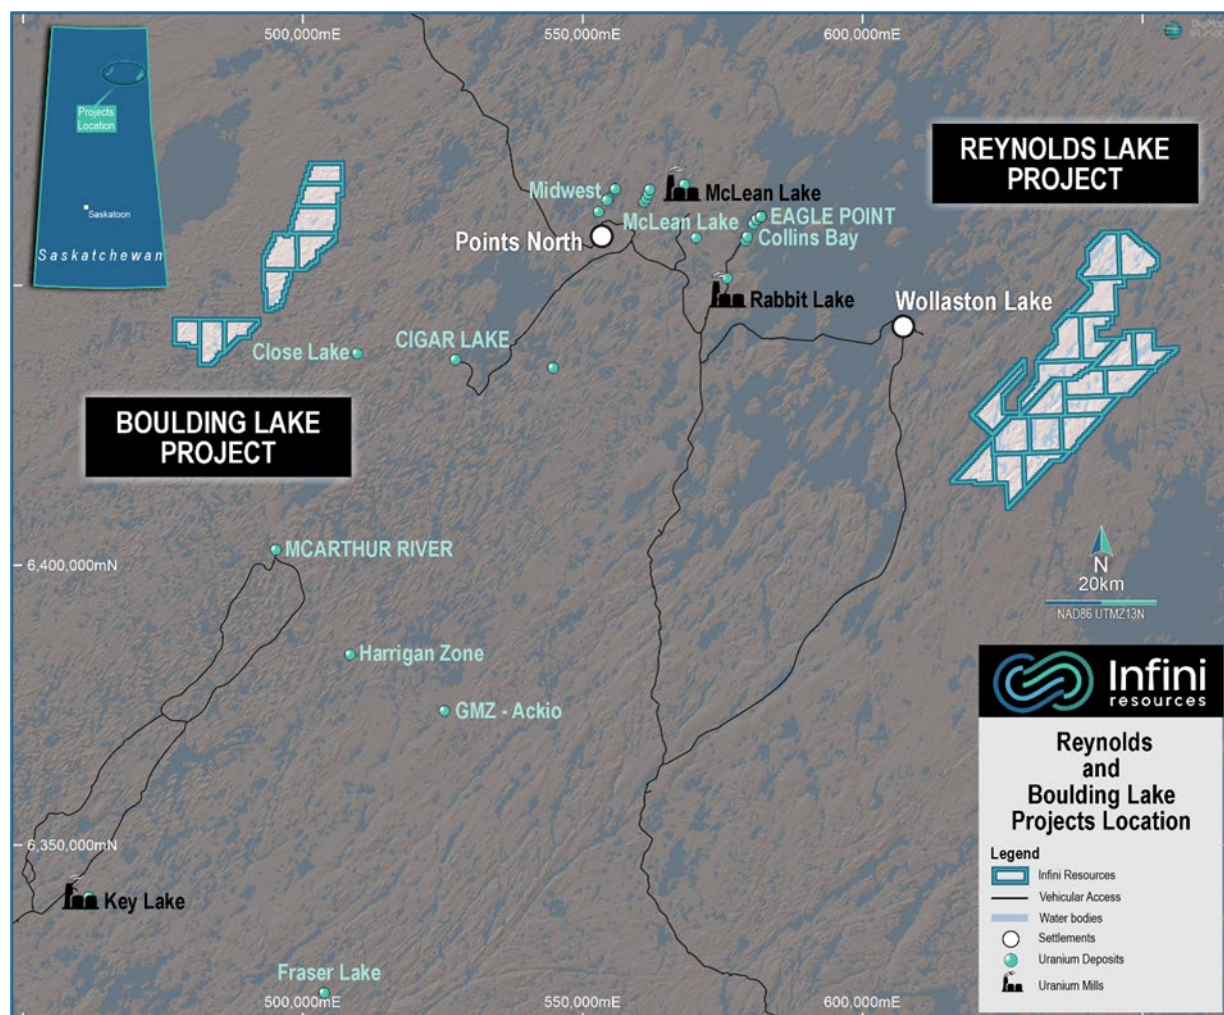 500,000mE
550,000mE
600,000mE
Projects
Location
Saskatoon
Saskatchewan
REYNOLDS LAKE
PROJECT
Midwest
McLean Lake
McLean Lake
EAGLE POINT
Points North
Collins Bay
Rabbit Lake
Wollaston Lake
Close Lake
CIGAR LAKE
BOULDING LAKE
PROJECT
MCARTHUR RIVER
6,400,000mN
N
20km
NAD86 UTMZ13N
Harrigan Zone
GMZ - Ackio
Infini
resources
Reynolds
and
Boulding Lake
Projects Location
Legend
Infini Resources
Vehicular Access
Water bodies
Settlements
Uranium Deposits
Uranium Mills
6,350,000mN
Key Lake
Fraser Lake
500,000mE
550,000mE
600,000mE